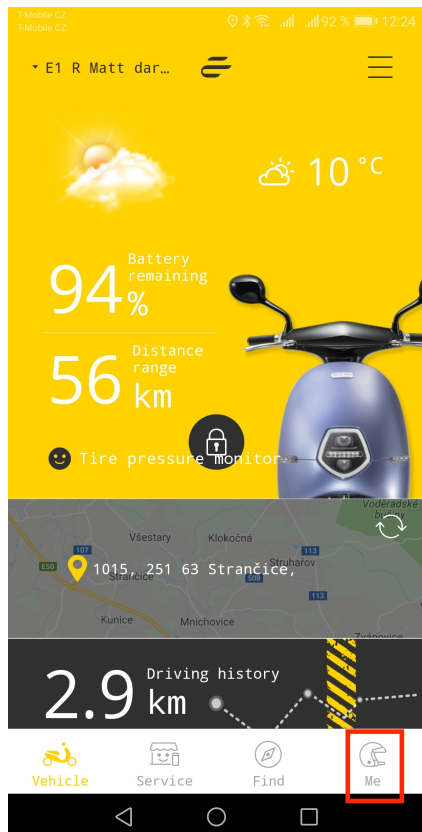 T-Mobile CZ
T-Mobile CZ
92 % 12:24
E1 R Matt dar…
10 °C
94 %
Battery
remaining
56 km
Distance
range
Tire pressure monitor
Voděradské
bučiny
Všestary
Klokočná
107
113
E50
1015, 251 63 Strančice,
Struhařov
Strančice
508
113
Kunice
Mnichovice
Zvánovice
2.9 km
Driving history
Vehicle
Service
Find
Me